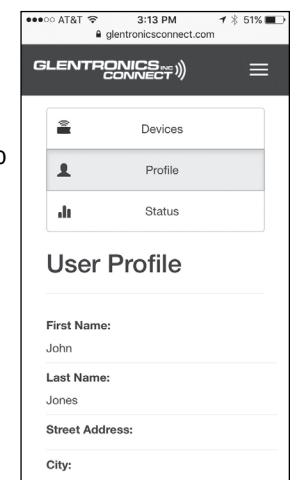 ●●●○○ AT&T 3:13 PM 51%
glentronicsconnect.com
GLENTRONICS INC
CONNECT
Devices
Profile
Status
User Profile
First Name:
John
Last Name:
Jones
Street Address:
City: